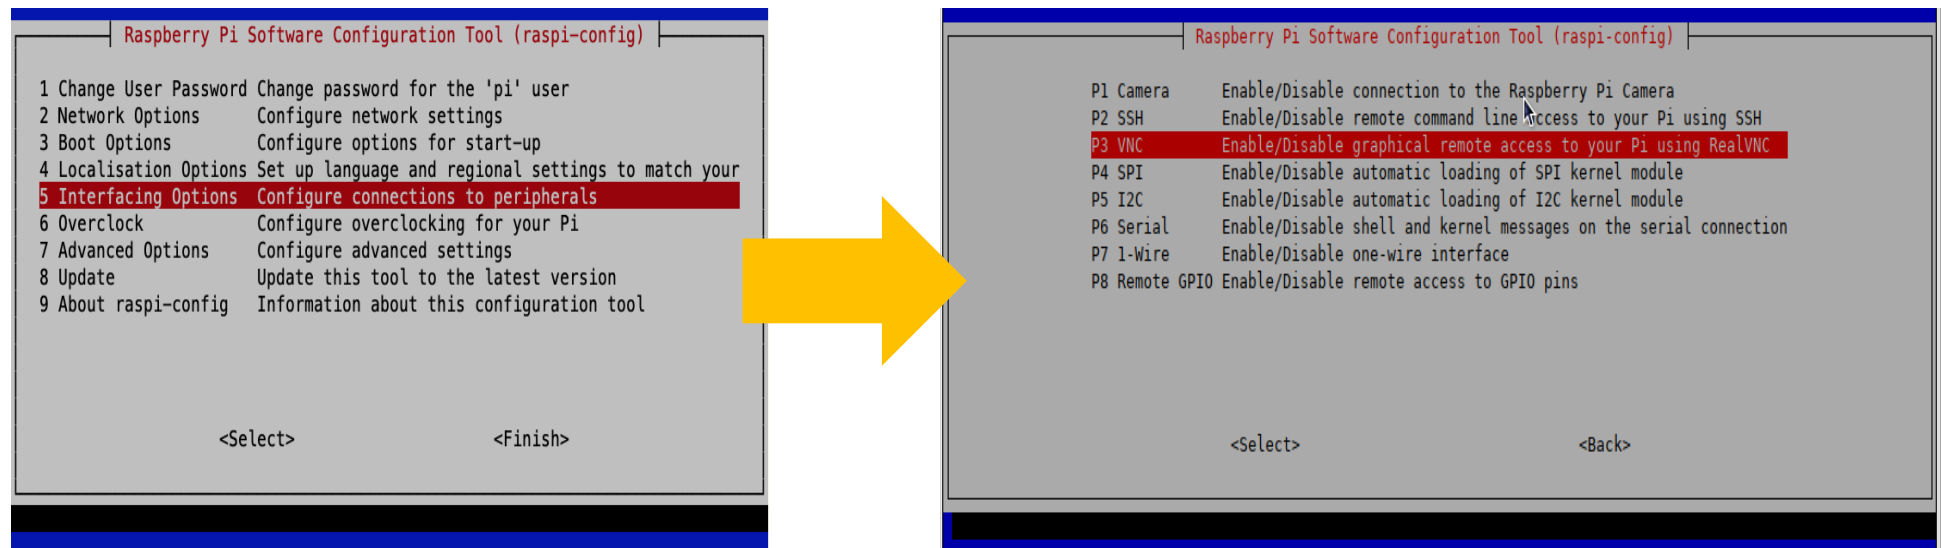 Raspberry Pi Software Configuration Tool (raspi-config)
1 Change User Password Change password for the 'pi' user
2 Network Options Configure network settings
3 Boot Options Configure options for start-up
4 Localisation Options Set up language and regional settings to match your
5 Interfacing Options Configure connections to peripherals
6 Overclock Configure overclocking for your Pi
7 Advanced Options Configure advanced settings
8 Update Update this tool to the latest version
9 About raspi-config Information about this configuration tool
<Select> <Finish>
Raspberry Pi Software Configuration Tool (raspi-config)
P1 Camera Enable/Disable connection to the Raspberry Pi Camera
P2 SSH Enable/Disable remote command line access to your Pi using SSH
P3 VNC Enable/Disable graphical remote access to your Pi using RealVNC
P4 SPI Enable/Disable automatic loading of SPI kernel module
P5 I2C Enable/Disable automatic loading of I2C kernel module
P6 Serial Enable/Disable shell and kernel messages on the serial connection
P7 1-Wire Enable/Disable one-wire interface
P8 Remote GPIO Enable/Disable remote access to GPIO pins
<Select> <Back>